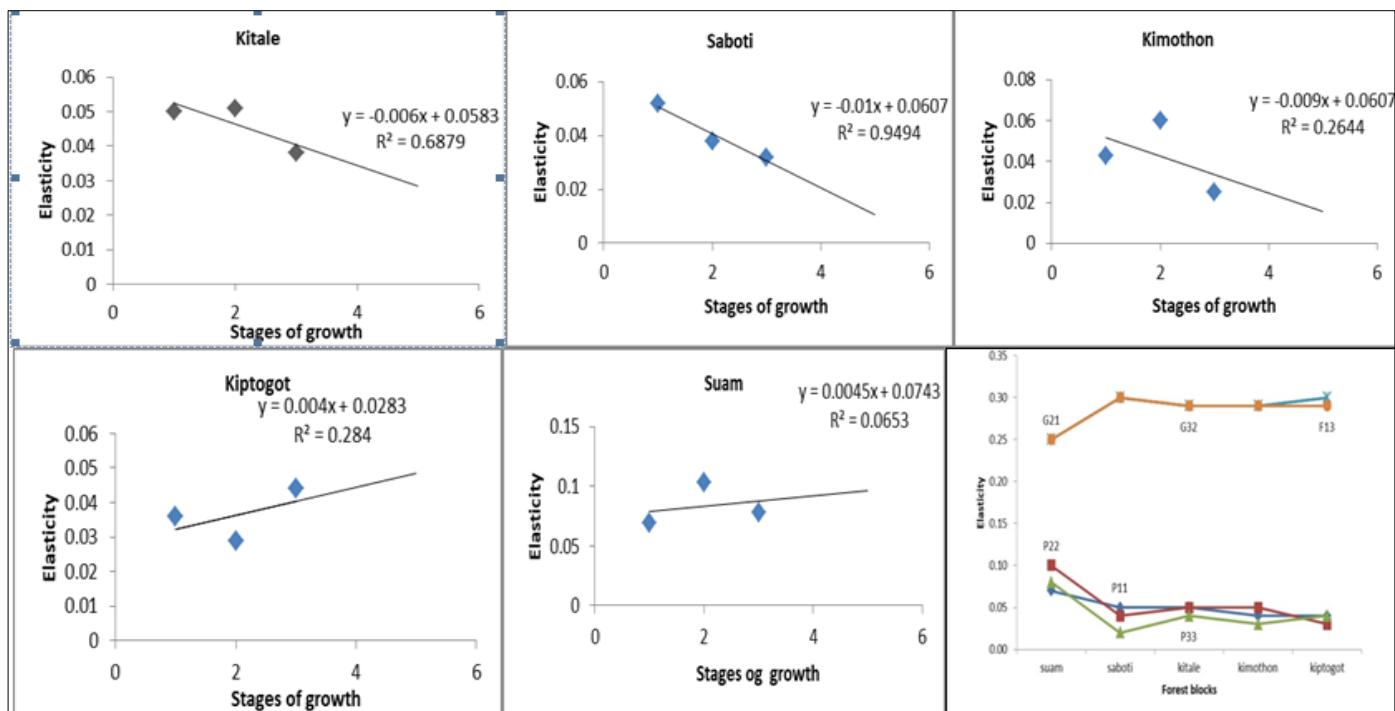 Kitale
0.06
0.05
0.04
0.03
0.02
0.01
0
0
2
4
6
y = -0.006x + 0.0583
R² = 0.6879
Elasticity
Stages of growth
Saboti
0.06
0.04
0.02
0
0
2
4
6
y = -0.01x + 0.0607
R² = 0.9494
Elasticity
Stages of growth
Kimothon
0.08
0.06
0.04
0.02
0
0
2
4
6
y = -0.009x + 0.0607
R² = 0.2644
Elasticity
Stages of growth
Kiptogot
y = 0.004x + 0.0283
R² = 0.284
0.06
0.05
0.04
0.03
0.02
0.01
0
0
2
4
6
Elasticity
Stages of growth
Suam
y = 0.0045x + 0.0743
R² = 0.0653
0.15
0.1
0.05
0
0
2
4
6
Elasticity
Stages og growth
0.35
0.30
0.25
0.20
0.15
0.10
0.05
0.00
G21
G32
F13
P22
P11
P33
Elasticity
suam
saboti
kitale
kimothon
kiptogot
Forest blocks